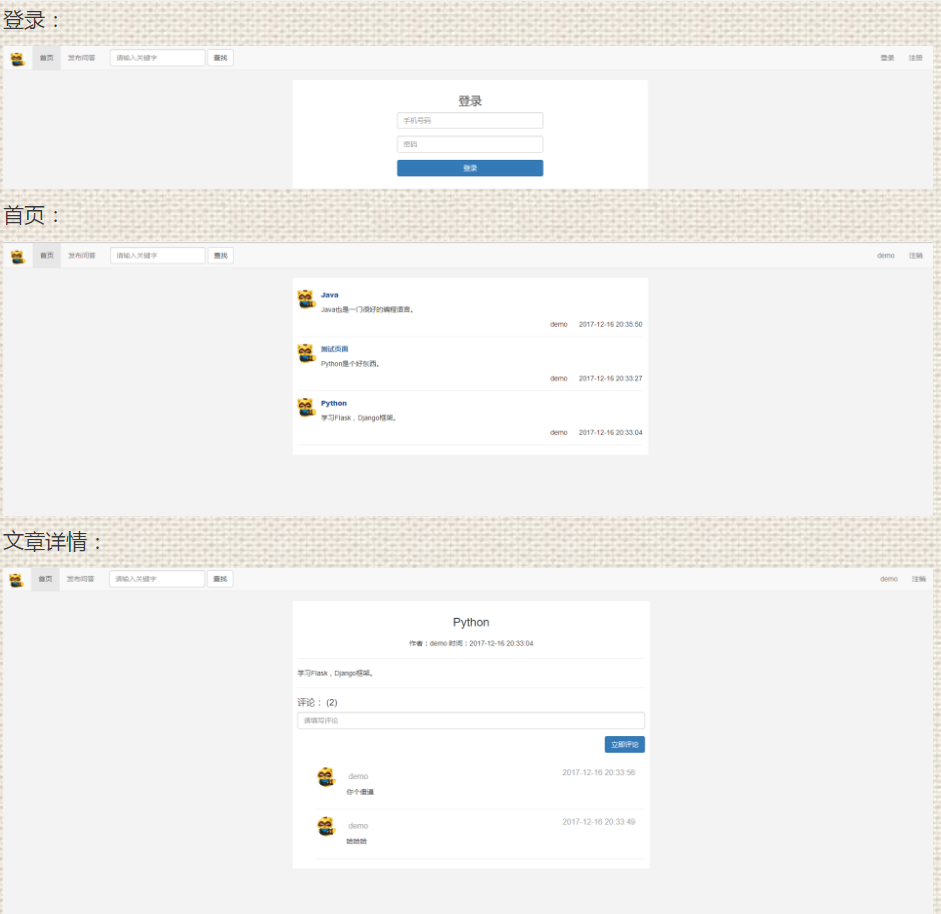 登录：
首页 发布问答 请输入关键字 查找 登录 注册
登录
手机号码
密码
登录
首页：
首页 发布问答 请输入关键字 查找 demo 注销
Java
Java也是一门很好的编程语言。
demo 2017-12-16 20:35:50
测试页面
Python是个好东西。
demo 2017-12-16 20:33:27
Python
学习Flask，Django框架。
demo 2017-12-16 20:33:04
文章详情：
首页 发布问答 请输入关键字 查找 demo 注销
Python
作者：demo 时间：2017-12-16 20:33:04
学习Flask，Django框架。
评论： (2)
请填写评论
立即评论
demo 2017-12-16 20:33:56
你个傻逼
demo 2017-12-16 20:33:49
哈哈哈